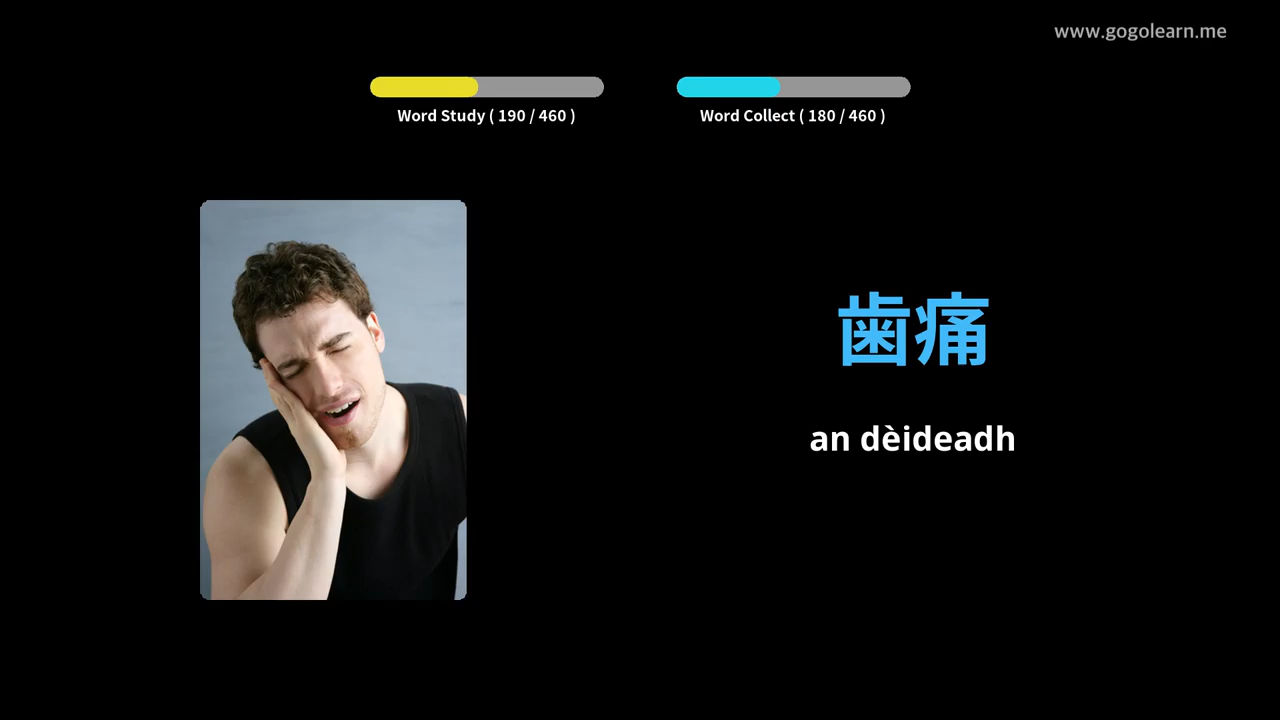 www.gogolearn.me
Word Study ( 190 / 460 )
Word Collect ( 180 / 460 )
歯痛
an dèideadh